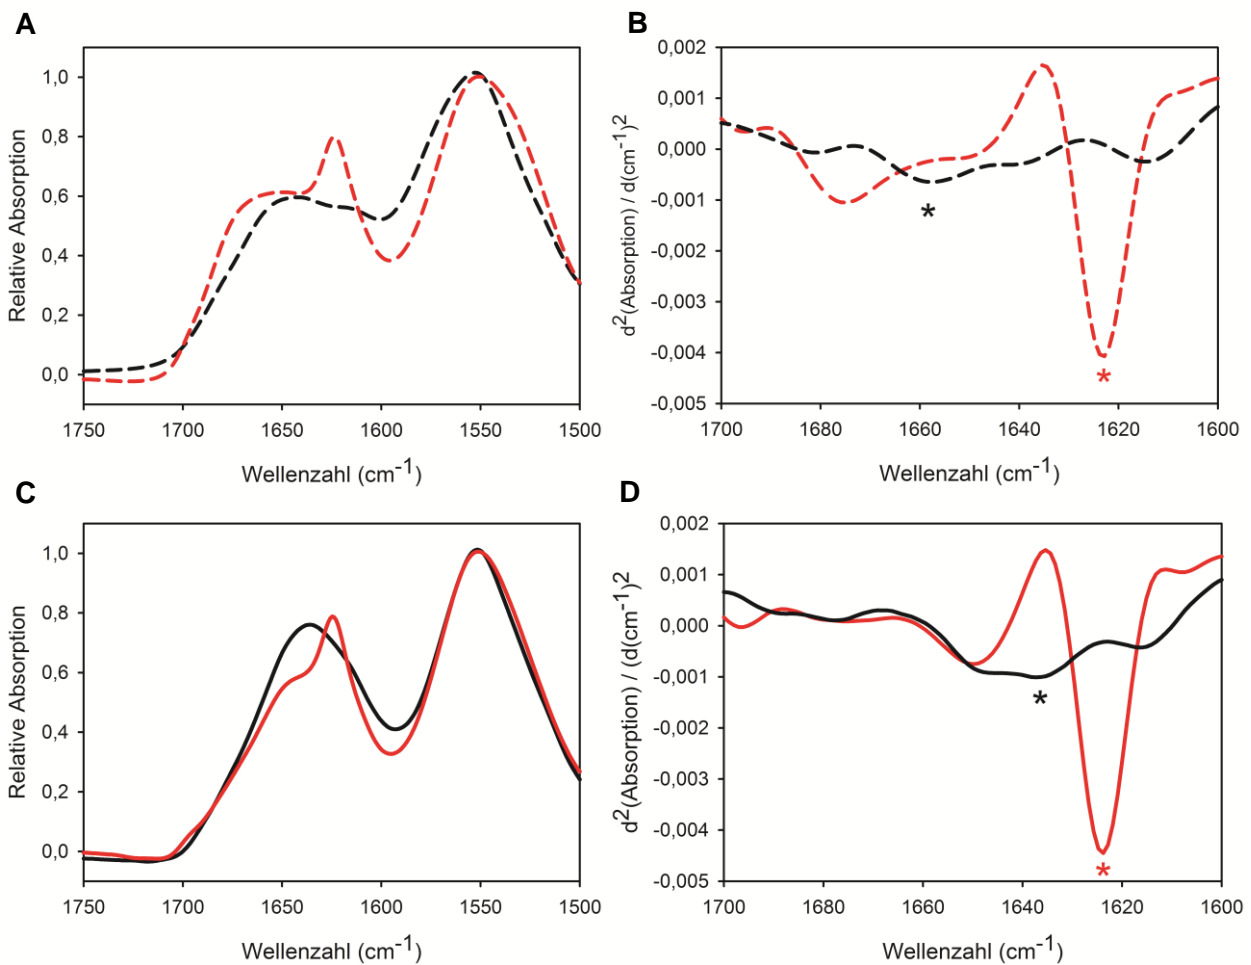 A
Relative Absorption
1,0
0,8
0,6
0,4
0,2
0,0
1750 1700 1650 1600 1550 1500
Wellenzahl (cm⁻¹)
B
d²(Absorption) / d(cm⁻¹)²
0,002
0,001
0,000
-0,001
-0,002
-0,003
-0,004
-0,005
*
*
1700 1680 1660 1640 1620 1600
Wellenzahl (cm⁻¹)
C
Relative Absorption
1,0
0,8
0,6
0,4
0,2
0,0
1750 1700 1650 1600 1550 1500
Wellenzahl (cm⁻¹)
D
d²(Absorption) / (d(cm⁻¹)²
0,002
0,001
0,000
-0,001
-0,002
-0,003
-0,004
-0,005
*
*
1700 1680 1660 1640 1620 1600
Wellenzahl (cm⁻¹)